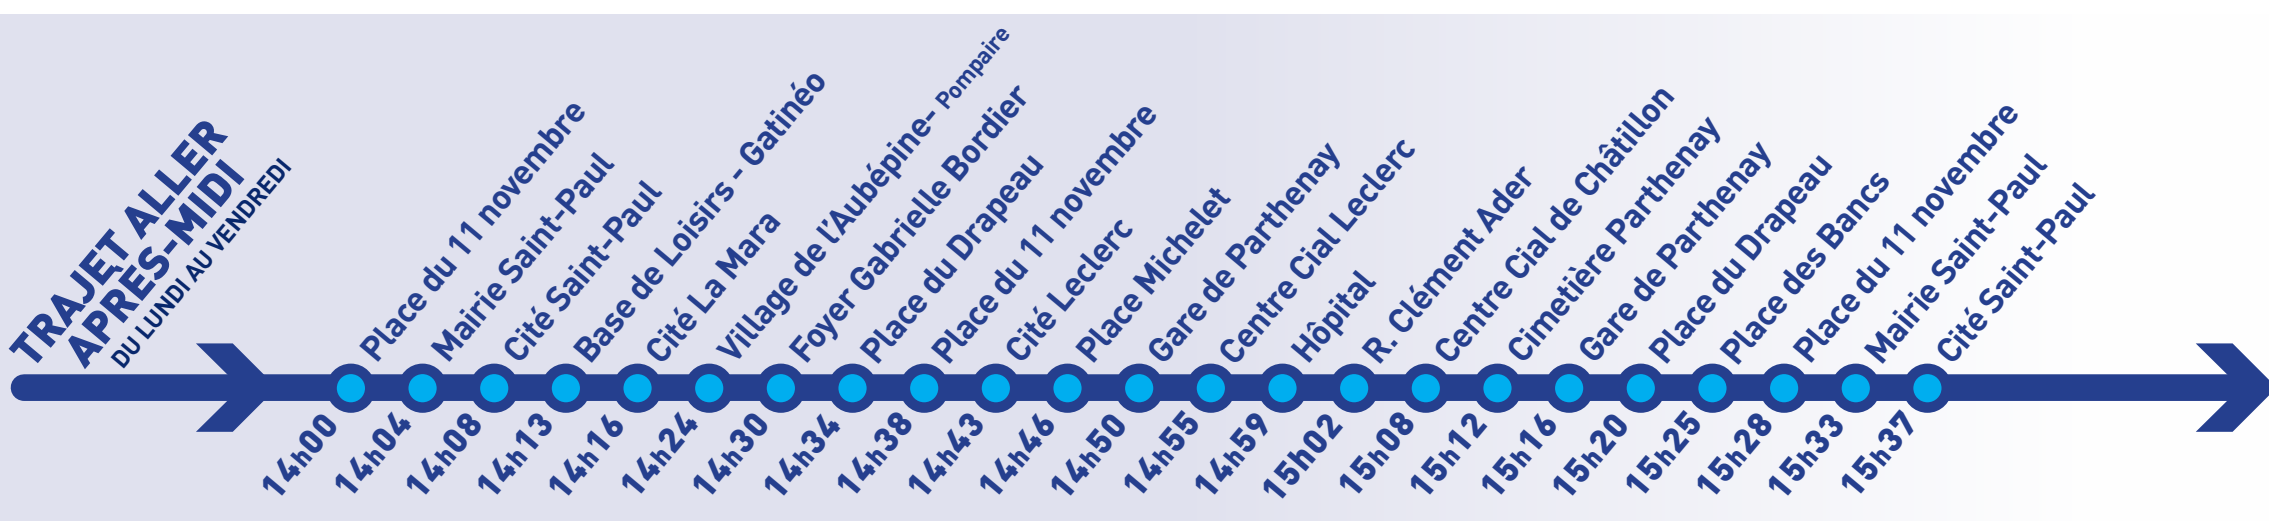 TRAJET ALLER
APRES-MIDI
DU LUNDI AU VENDREDI
Place du 11 novembre
Mairie Saint-Paul
Cité Saint-Paul
Base de Loisirs - Gatinéo
Cité La Mara
Village de l'Aubépine- Pompaire
Foyer Gabrielle Bordier
Place du Drapeau
Place du 11 novembre
Cité Leclerc
Place Michelet
Gare de Parthenay
Centre Cial Leclerc
Hôpital
R. Clément Ader
Centre Cial de Châtillon
Cimetière Parthenay
Gare de Parthenay
Place du Drapeau
Place des Bancs
Place du 11 novembre
Mairie Saint-Paul
Cité Saint-Paul
14h00
14h04
14h08
14h13
14h16
14h24
14h30
14h34
14h38
14h43
14h46
14h50
14h55
14h59
15h02
15h08
15h12
15h16
15h20
15h25
15h28
15h33
15h37